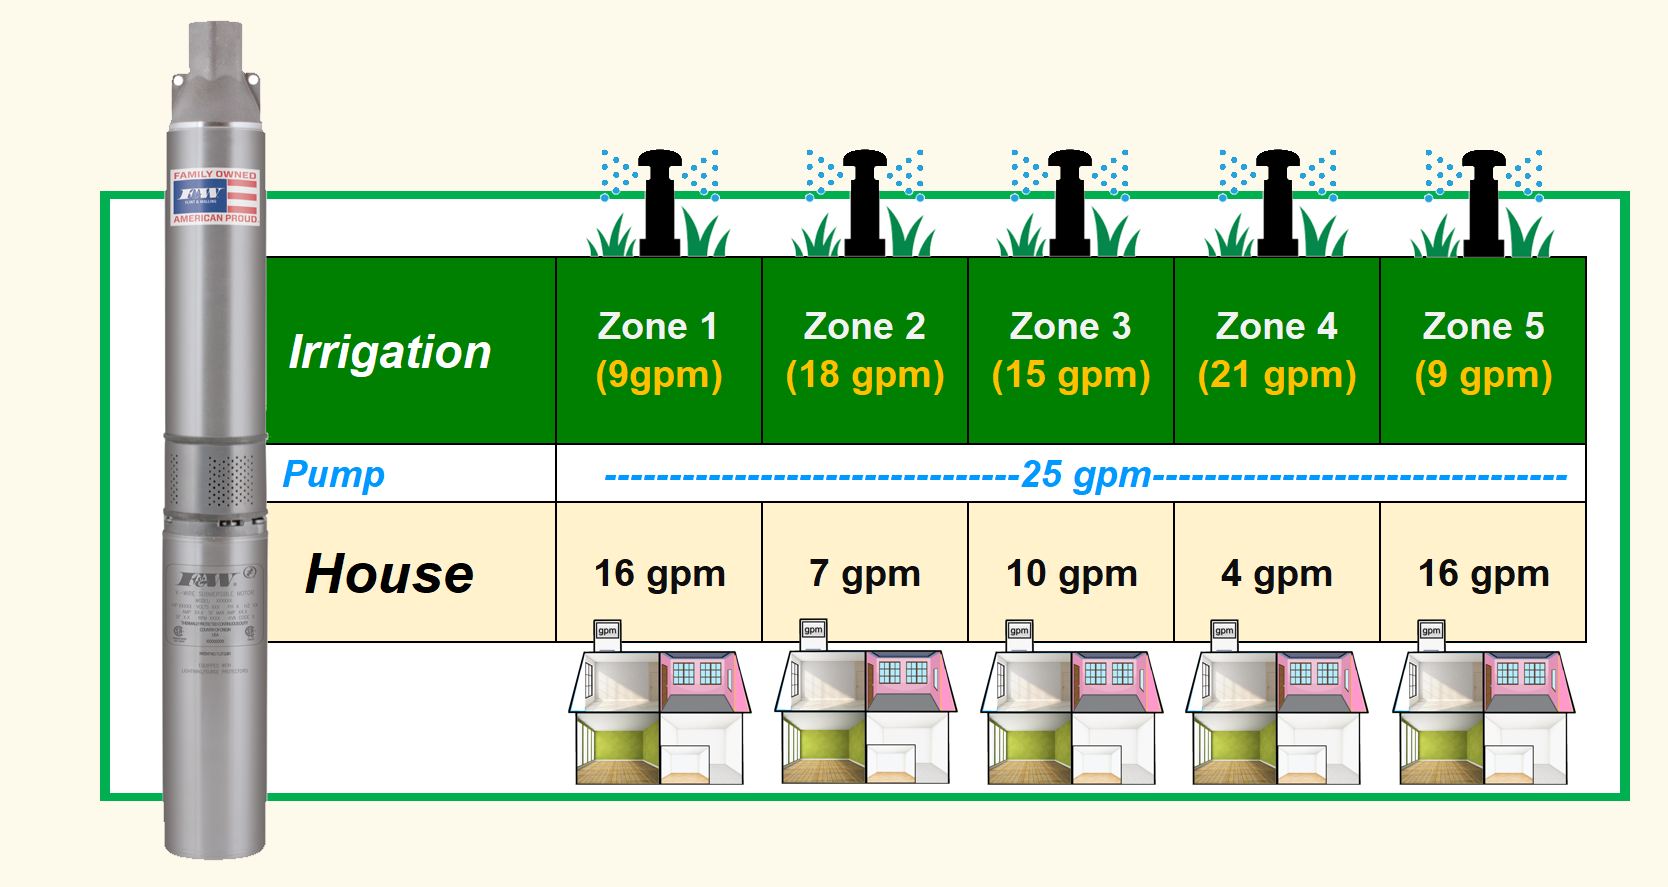 FAMILY OWNED
F&W
FLINT & WALLING
AMERICAN PROUD
Zone 1
(9gpm)
Zone 2
(18 gpm)
Zone 3
(15 gpm)
Zone 4
(21 gpm)
Zone 5
(9 gpm)
Irrigation
Pump
--------------------------------25 gpm--------------------------------
House
16 gpm
7 gpm
10 gpm
4 gpm
16 gpm
F&W
gpm
gpm
gpm
gpm
gpm